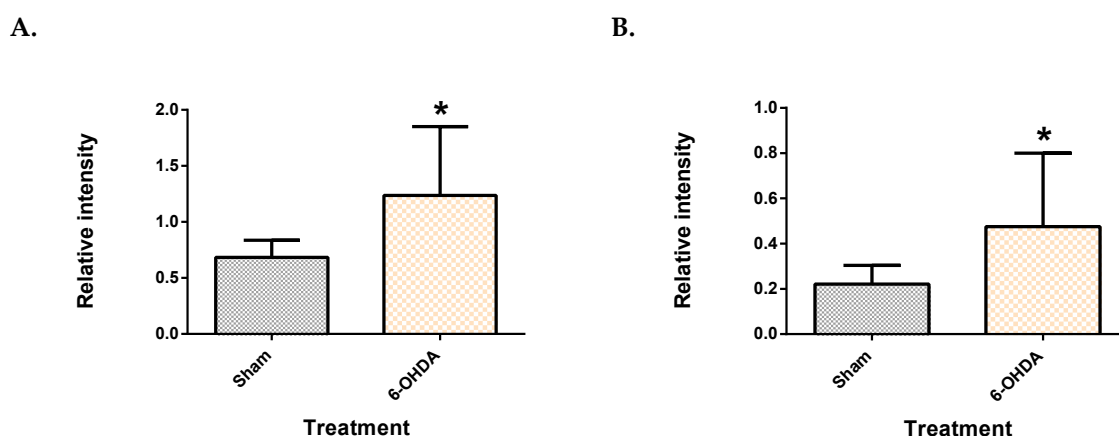 A.
Relative intensity
2.0
*
1.5
1.0
0.5
0.0
Sham
6-OHDA
Treatment
B.
Relative intensity
1.0
*
0.8
0.6
0.4
0.2
0.0
Sham
6-OHDA
Treatment